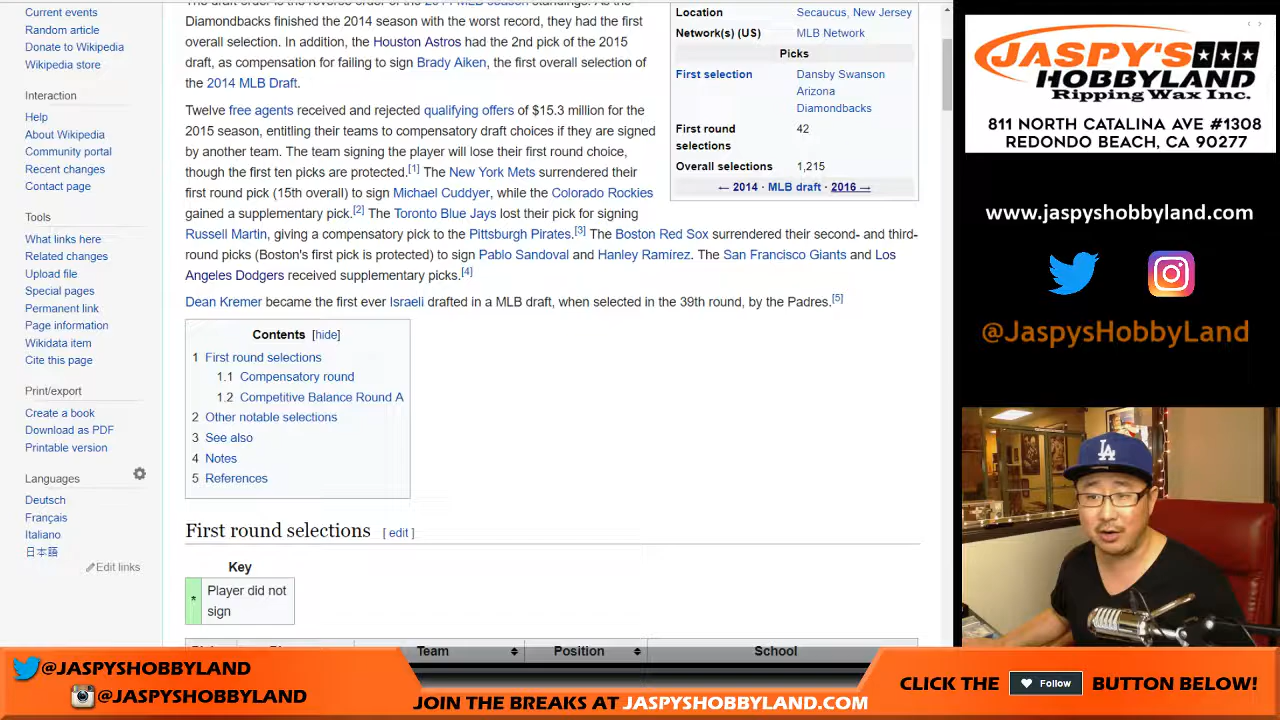 Current events
Random article
Donate to Wikipedia
Wikipedia store
Interaction
Help
About Wikipedia
Community portal
Recent changes
Contact page
Tools
What links here
Related changes
Upload file
Special pages
Permanent link
Page information
Wikidata item
Cite this page
Print/export
Create a book
Download as PDF
Printable version
Languages
Deutsch
Français
Italiano
日本語
Edit links
Diamondbacks finished the 2014 season with the worst record, they had the first
overall selection. In addition, the Houston Astros had the 2nd pick of the 2015
draft, as compensation for failing to sign Brady Aiken, the first overall selection of
the 2014 MLB Draft.
Twelve free agents received and rejected qualifying offers of $15.3 million for the
2015 season, entitling their teams to compensatory draft choices if they are signed
by another team. The team signing the player will lose their first round choice,
though the first ten picks are protected.[1] The New York Mets surrendered their
first round pick (15th overall) to sign Michael Cuddyer, while the Colorado Rockies
gained a supplementary pick.[2] The Toronto Blue Jays lost their pick for signing
Russell Martin, giving a compensatory pick to the Pittsburgh Pirates.[3] The Boston Red Sox surrendered their second- and third-
round picks (Boston's first pick is protected) to sign Pablo Sandoval and Hanley Ramírez. The San Francisco Giants and Los
Angeles Dodgers received supplementary picks.[4]
Dean Kremer became the first ever Israeli drafted in a MLB draft, when selected in the 39th round, by the Padres.[5]
Location Secaucus, New Jersey
Network(s) (US) MLB Network
Picks
First selection Dansby Swanson
Arizona
Diamondbacks
First round 42
selections
Overall selections 1,215
← 2014 · MLB draft · 2016 →
Contents [hide]
1 First round selections
1.1 Compensatory round
1.2 Competitive Balance Round A
2 Other notable selections
3 See also
4 Notes
5 References
First round selections [ edit ]
Key
* Player did not
sign
Team Position School
JASPY'S
HOBBYLAND
Ripping Wax Inc.
811 NORTH CATALINA AVE #1308
REDONDO BEACH, CA 90277
www.jaspyshobbyland.com
@JaspysHobbyLand
LA
@JASPYSHOBBYLAND
@JASPYSHOBBYLAND
JOIN THE BREAKS AT JASPYSHOBBYLAND.COM
CLICK THE Follow BUTTON BELOW!